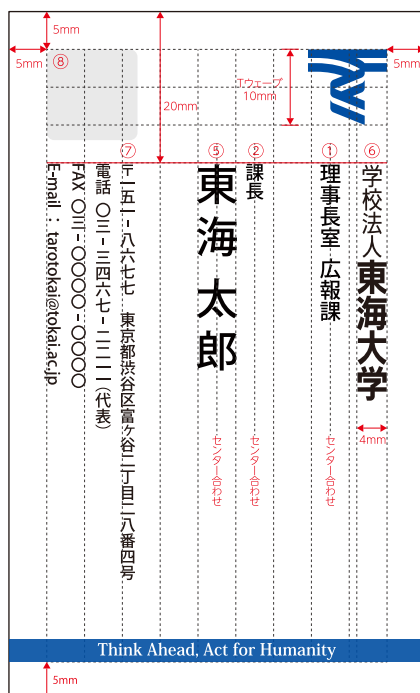 5mm
5mm
5mm
⑧
Tウェーブ
10mm
20mm
⑥
学校法人東海大学
4mm
①
理事長室 広報課
センター合わせ
②
課長
センター合わせ
⑤
東海 太郎
センター合わせ
⑦
〒一五一-八六七七 東京都渋谷区富ヶ谷二丁目二八番四号
電話 〇三-三四六七-二二一一(代表)
FAX 〇三-〇〇〇〇-〇〇〇〇
E-mail : tarotokai@tokai.ac.jp
Think Ahead, Act for Humanity
5mm